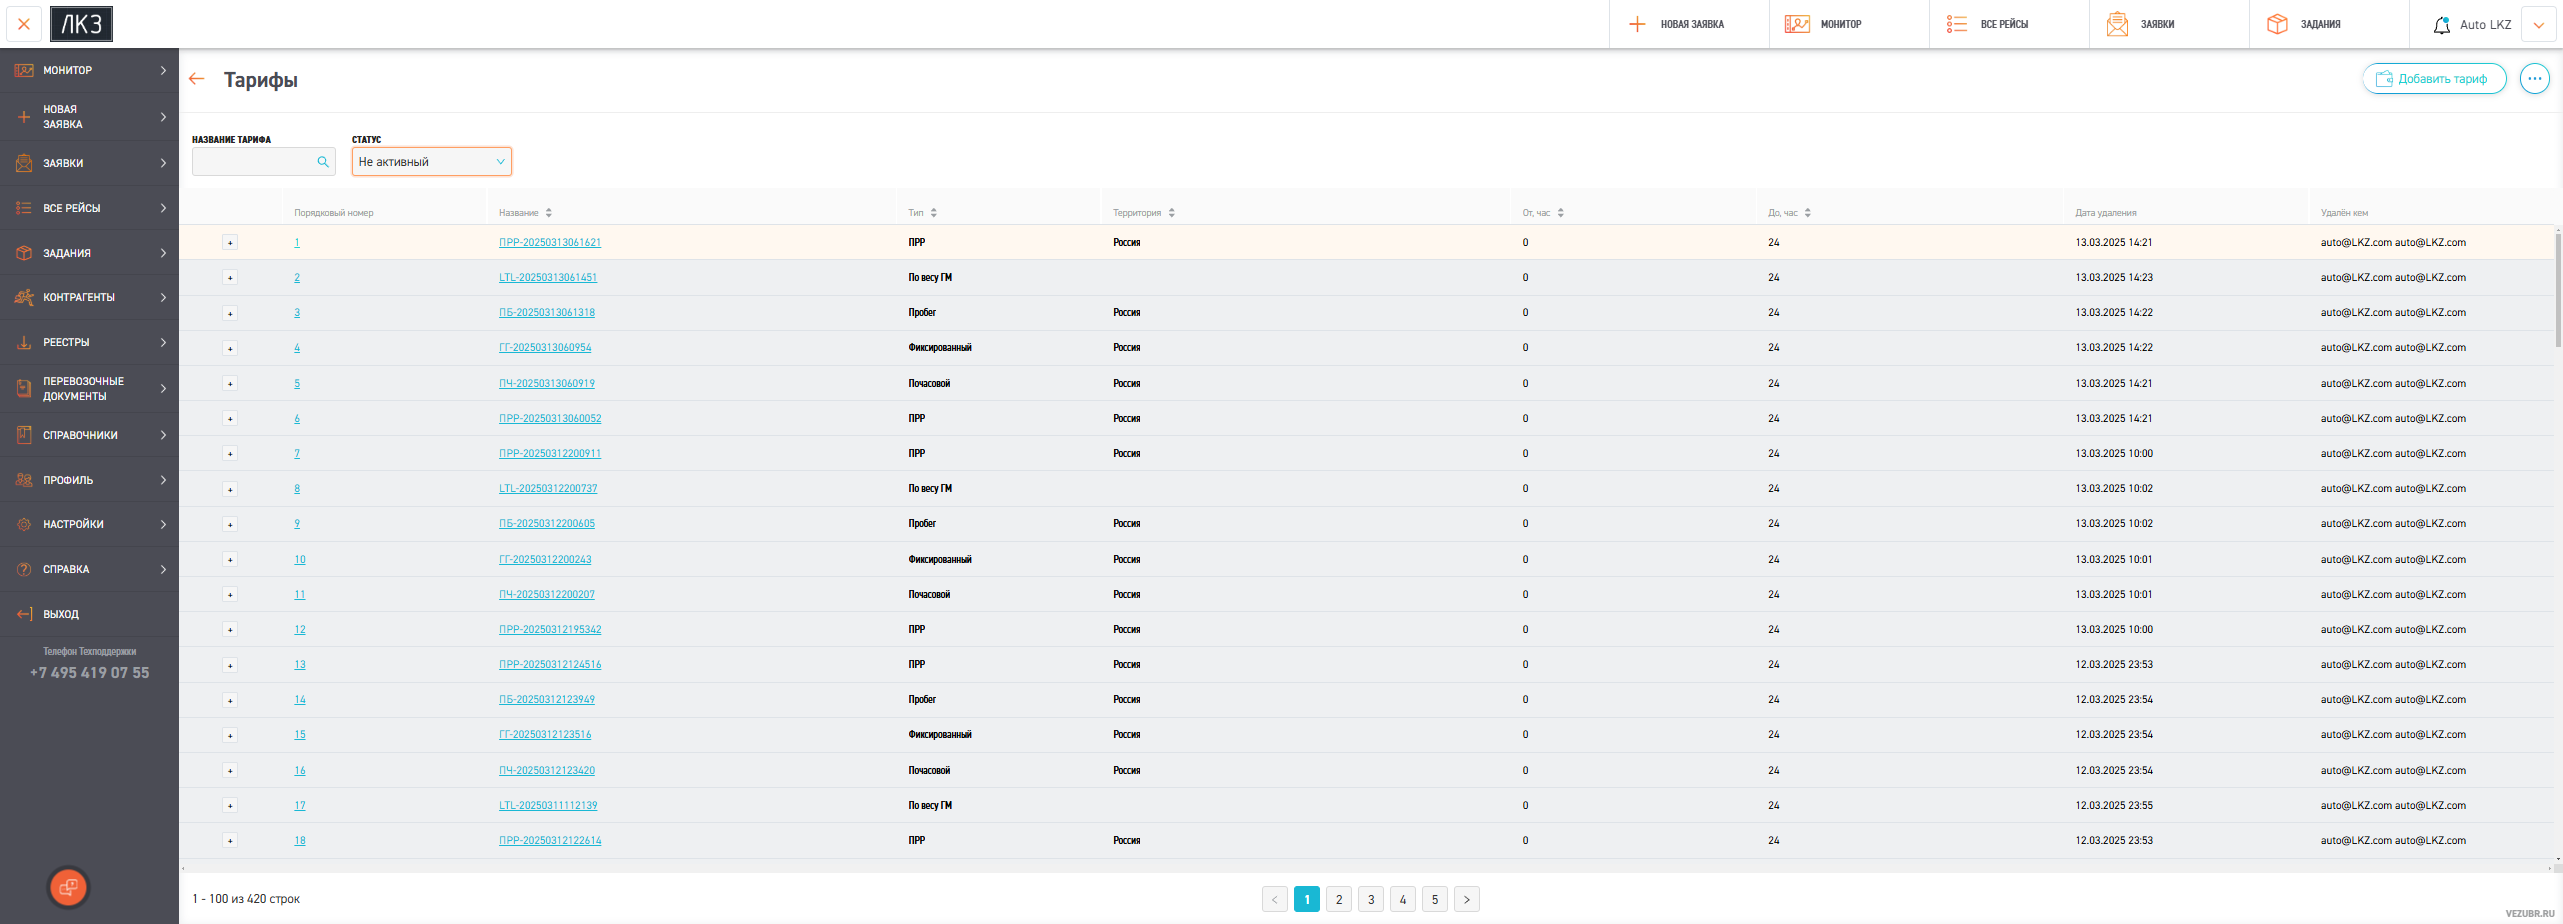 ЛКЗ
НОВАЯ ЗАЯВКА
МОНИТОР
ВСЕ РЕЙСЫ
ЗАЯВКИ
ЗАДАНИЯ
Auto LKZ
МОНИТОР
НОВАЯ
ЗАЯВКА
ЗАЯВКИ
ВСЕ РЕЙСЫ
ЗАДАНИЯ
КОНТРАГЕНТЫ
РЕЕСТРЫ
ПЕРЕВОЗОЧНЫЕ
ДОКУМЕНТЫ
СПРАВОЧНИКИ
ПРОФИЛЬ
НАСТРОЙКИ
СПРАВКА
ВЫХОД
Телефон Техподдержки
+7 495 419 07 55
Тарифы
Добавить тариф
НАЗВАНИЕ ТАРИФА
СТАТУС
Не активный
Порядковый номер Название Тип Территория От, час До, час Дата удаления Удалён кем
+ 1 ПРР-20250313061621 ПРР Россия 0 24 13.03.2025 14:21 auto@LKZ.com auto@LKZ.com
+ 2 LTL-20250313061451 По весу ГМ 0 24 13.03.2025 14:23 auto@LKZ.com auto@LKZ.com
+ 3 ПБ-20250313061318 Пробег Россия 0 24 13.03.2025 14:22 auto@LKZ.com auto@LKZ.com
+ 4 ГГ-20250313060954 Фиксированный Россия 0 24 13.03.2025 14:22 auto@LKZ.com auto@LKZ.com
+ 5 ПЧ-20250313060919 Почасовой Россия 0 24 13.03.2025 14:21 auto@LKZ.com auto@LKZ.com
+ 6 ПРР-20250313060052 ПРР Россия 0 24 13.03.2025 14:21 auto@LKZ.com auto@LKZ.com
+ 7 ПРР-20250312200911 ПРР Россия 0 24 13.03.2025 10:00 auto@LKZ.com auto@LKZ.com
+ 8 LTL-20250312200737 По весу ГМ 0 24 13.03.2025 10:02 auto@LKZ.com auto@LKZ.com
+ 9 ПБ-20250312200605 Пробег Россия 0 24 13.03.2025 10:02 auto@LKZ.com auto@LKZ.com
+ 10 ГГ-20250312200243 Фиксированный Россия 0 24 13.03.2025 10:01 auto@LKZ.com auto@LKZ.com
+ 11 ПЧ-20250312200207 Почасовой Россия 0 24 13.03.2025 10:01 auto@LKZ.com auto@LKZ.com
+ 12 ПРР-20250312195342 ПРР Россия 0 24 13.03.2025 10:00 auto@LKZ.com auto@LKZ.com
+ 13 ПРР-20250312124516 ПРР Россия 0 24 12.03.2025 23:53 auto@LKZ.com auto@LKZ.com
+ 14 ПБ-20250312123949 Пробег Россия 0 24 12.03.2025 23:54 auto@LKZ.com auto@LKZ.com
+ 15 ГГ-20250312123516 Фиксированный Россия 0 24 12.03.2025 23:54 auto@LKZ.com auto@LKZ.com
+ 16 ПЧ-20250312123420 Почасовой Россия 0 24 12.03.2025 23:54 auto@LKZ.com auto@LKZ.com
+ 17 LTL-20250311112139 По весу ГМ 0 24 12.03.2025 23:55 auto@LKZ.com auto@LKZ.com
+ 18 ПРР-20250312122614 ПРР Россия 0 24 12.03.2025 23:53 auto@LKZ.com auto@LKZ.com
1 - 100 из 420 строк
< 1 2 3 4 5 >
VEZUBR.RU